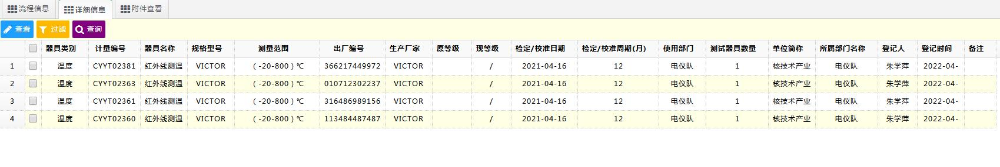 流程信息 详细信息 附件查看
查看 过滤 查询
器具类别 计量编号 器具名称 规格型号 测量范围 出厂编号 生产厂家 原等级 现等级 检定/校准日期 检定/校准周期(月) 使用部门 测试器具数量 单位简称 所属部门名称 登记人 登记时间 备注
1 温度 CYYT02381 红外线测温 VICTOR （-20-800）℃ 366217449972 VICTOR / 2021-04-16 12 电仪队 1 核技术产业 电仪队 朱学萍 2022-04-
2 温度 CYYT02363 红外线测温 VICTOR （-20-800）℃ 010712302237 VICTOR / 2021-04-16 12 电仪队 1 核技术产业 电仪队 朱学萍 2022-04-
3 温度 CYYT02361 红外线测温 VICTOR （-20-800）℃ 316486989156 VICTOR / 2021-04-16 12 电仪队 1 核技术产业 电仪队 朱学萍 2022-04-
4 温度 CYYT02360 红外线测温 VICTOR （-20-800）℃ 113484487487 VICTOR / 2021-04-16 12 电仪队 1 核技术产业 电仪队 朱学萍 2022-04-